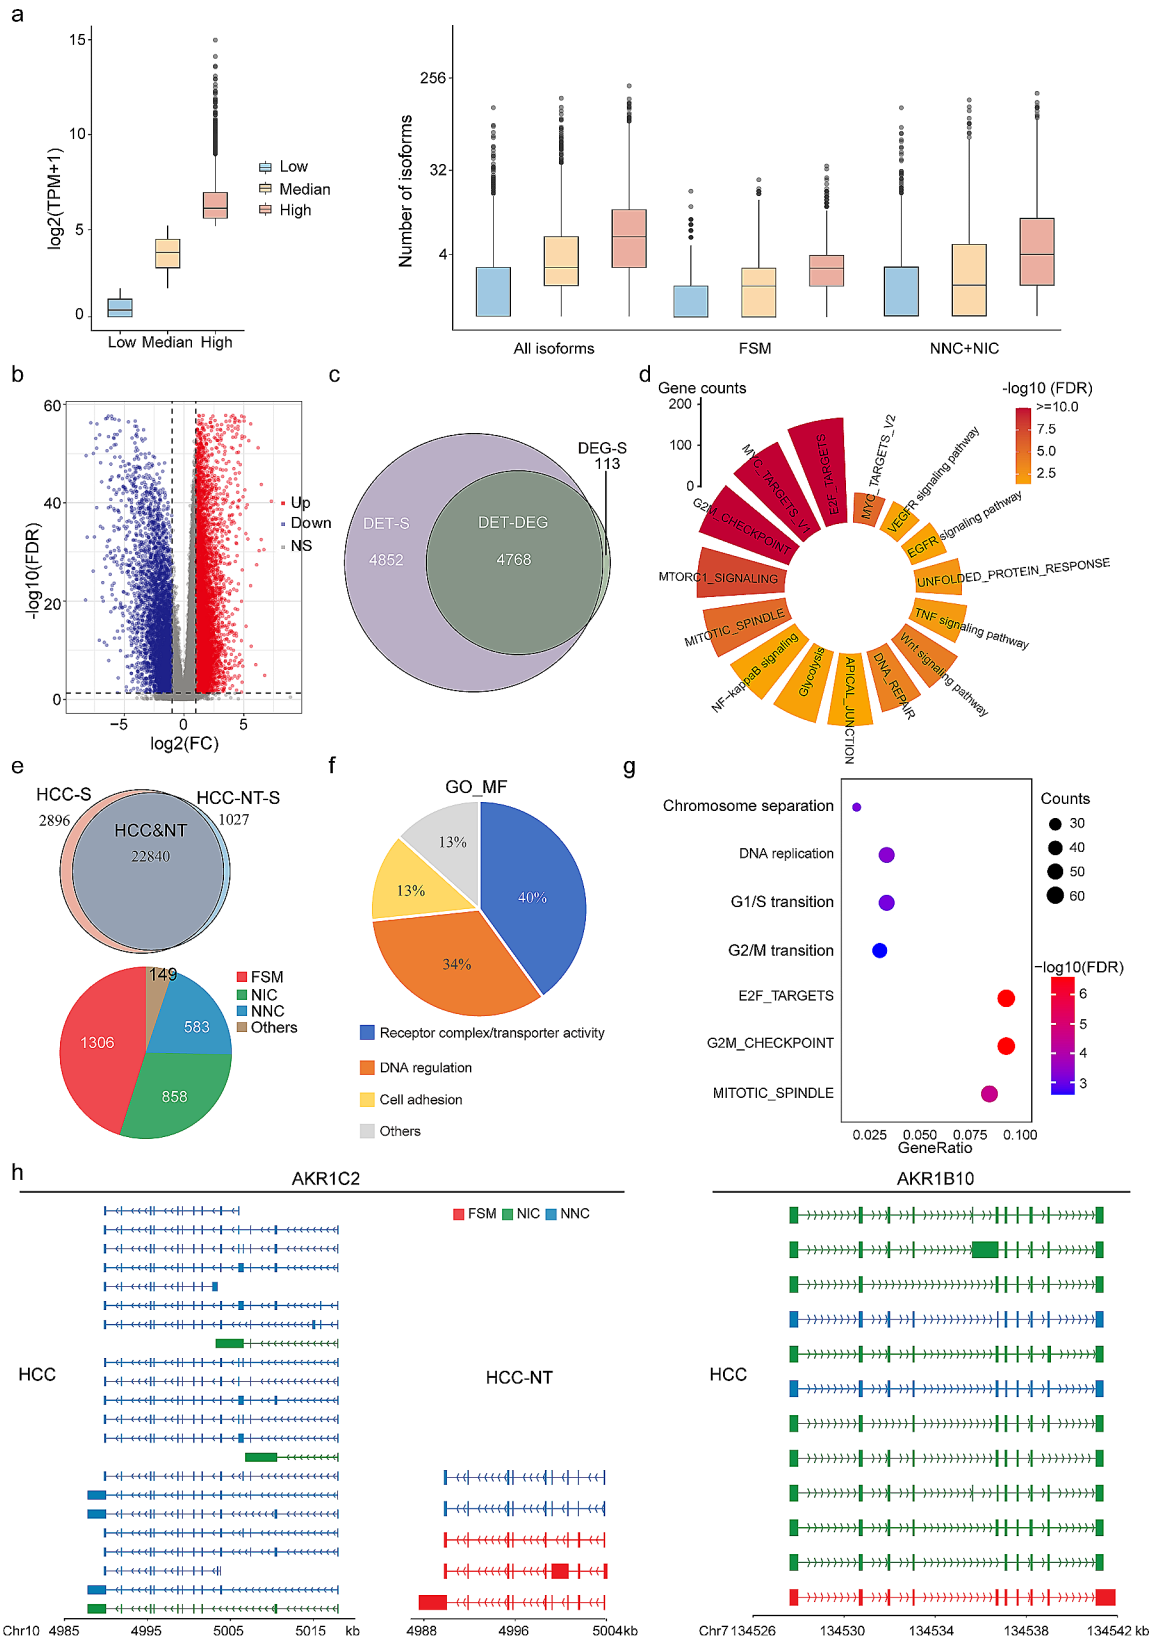 a
15
10
5
0
log2(TPM+1)
Low
Median
High
Low Median High
256
32
4
Number of isoforms
All isoforms
FSM
NNC+NIC
b
60
40
20
0
-log10(FDR)
Up
Down
NS
−5
0
5
log2(FC)
c
DEG-S
113
DET-S
4852
DET-DEG
4768
d
Gene counts
200
100
0
-log10 (FDR)
>=10.0
7.5
5.0
2.5
E2F_TARGETS
MYC_TARGETS_V2
VEGFR signaling pathway
EGFR signaling pathway
UNFOLDED_PROTEIN_RESPONSE
TNF signaling pathway
Wnt signaling pathway
DNA_REPAIR
APICAL_JUNCTION
Glycolysis
NF-kappaB signaling
MITOTIC_SPINDLE
MTORC1_SIGNALING
G2M_CHECKPOINT
MYC_TARGETS_V1
e
HCC-S
2896
HCC-NT-S
1027
HCC&NT
22840
149
583
858
1306
FSM
NIC
NNC
Others
f
GO_MF
13%
13%
40%
34%
Receptor complex/transporter activity
DNA regulation
Cell adhesion
Others
g
Chromosome separation
DNA replication
G1/S transition
G2/M transition
E2F_TARGETS
G2M_CHECKPOINT
MITOTIC_SPINDLE
0.025
0.050
0.075
0.100
GeneRatio
Counts
30
40
50
60
−log10(FDR)
6
5
4
3
h
AKR1C2
FSM NIC NNC
HCC
HCC-NT
Chr10 4985 4995 5005 5015 kb
4988 4996 5004kb
AKR1B10
HCC
Chr7 134526 134530 134534 134538 134542 kb